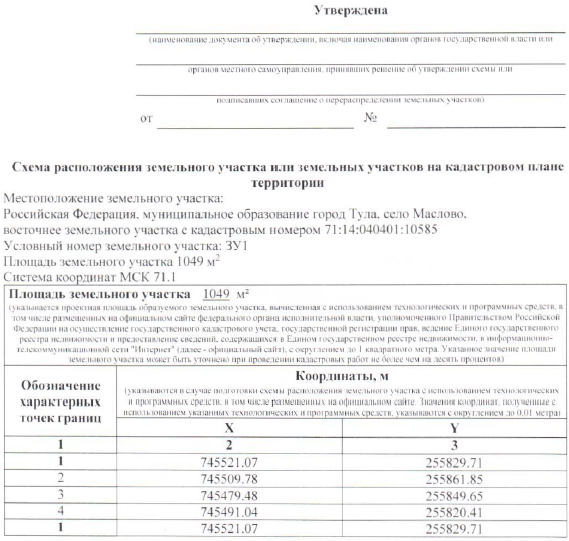 Утверждена
(наименование документа об утверждении, включая наименования органов государственной власти или
органов местного самоуправления, принявших решение об утверждении схемы или
подписавших соглашение о перераспределении земельных участков)
от №
Схема расположения земельного участка или земельных участков на кадастровом плане
территории
Местоположение земельного участка:
Российская Федерация, муниципальное образование город Тула, село Маслово,
восточнее земельного участка с кадастровым номером 71:14:040401:10585
Условный номер земельного участка: ЗУ1
Площадь земельного участка 1049 м²
Система координат МСК 71.1
Площадь земельного участка 1049 м²
(указывается проектная площадь образуемого земельного участка, вычисленная с использованием технологических и программных средств, в
том числе размещенных на официальном сайте федерального органа исполнительной власти, уполномоченного Правительством Российской
Федерации на осуществление государственного кадастрового учета, государственной регистрации прав, ведение Единого государственного
реестра недвижимости и предоставление сведений, содержащихся в Едином государственном реестре недвижимости, в информационно-
телекоммуникационной сети "Интернет" (далее - официальный сайт), с округлением до 1 квадратного метра. Указанное значение площади
земельного участка может быть уточнено при проведении кадастровых работ не более чем на десять процентов)
Обозначение характерных точек границ
Координаты, м
(указываются в случае подготовки схемы расположения земельного участка с использованием технологических
и программных средств, в том числе размещенных на официальном сайте. Значения координат, полученные с
использованием указанных технологических и программных средств, указываются с округлением до 0.01 метра)
X Y
1 2 3
1 745521.07 255829.71
2 745509.78 255861.85
3 745479.48 255849.65
4 745491.04 255820.41
1 745521.07 255829.71